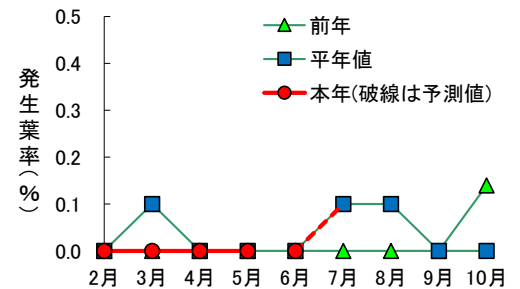 発生葉率(%)
0.5
0.4
0.3
0.2
0.1
0.0
前年
平年値
本年(破線は予測値)
2月 3月 4月 5月 6月 7月 8月 9月 10月